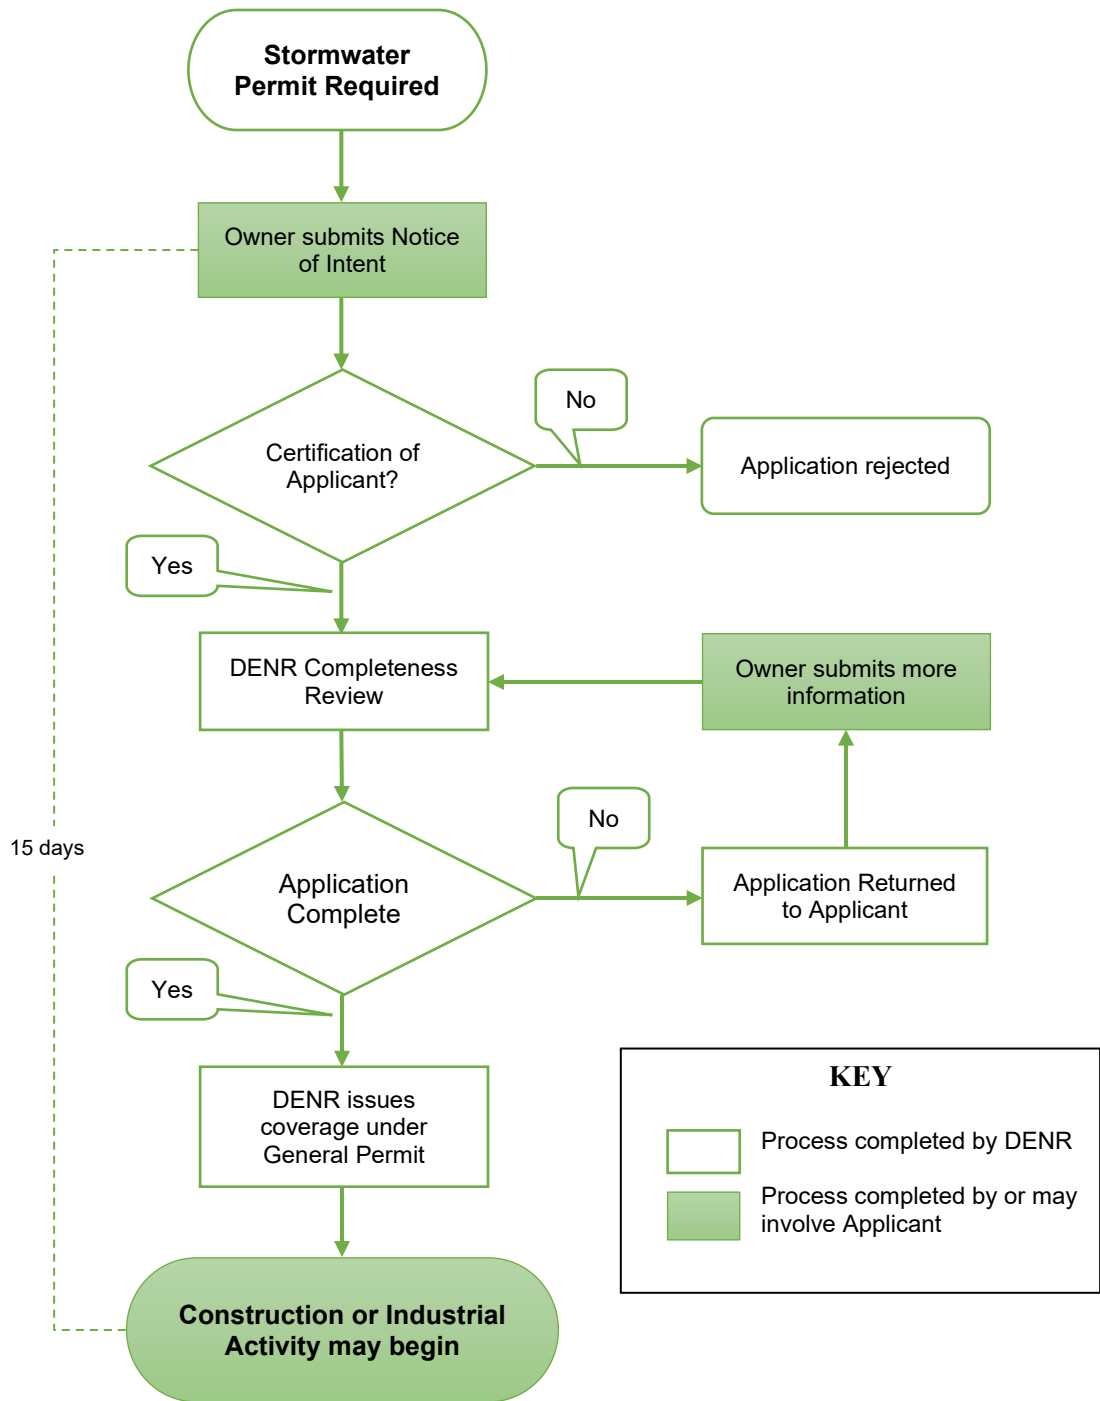 Stormwater
Permit Required
Owner submits Notice
of Intent
No
Certification of
Applicant?
Application rejected
Yes
DENR Completeness
Review
Owner submits more
information
No
15 days
Application
Complete
Application Returned
to Applicant
Yes
DENR issues
coverage under
General Permit
KEY
Process completed by DENR
Process completed by or may
involve Applicant
Construction or Industrial
Activity may begin